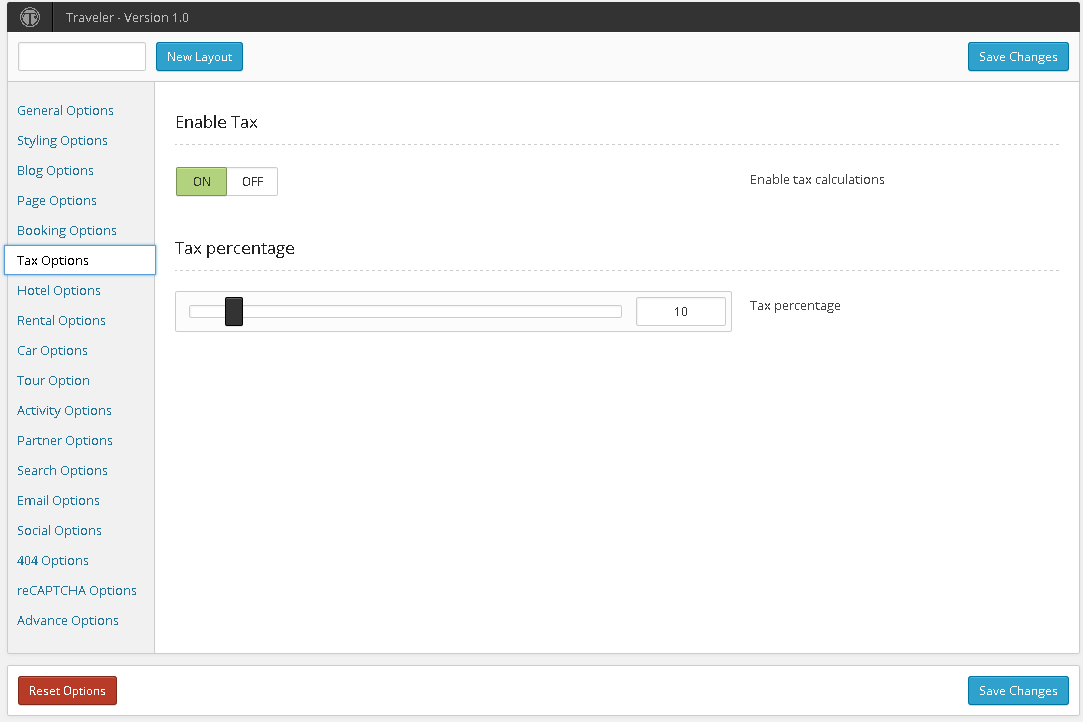 Traveler - Version 1.0
New Layout
Save Changes
General Options
Styling Options
Blog Options
Page Options
Booking Options
Tax Options
Hotel Options
Rental Options
Car Options
Tour Option
Activity Options
Partner Options
Search Options
Email Options
Social Options
404 Options
reCAPTCHA Options
Advance Options
Enable Tax
ON OFF
Enable tax calculations
Tax percentage
10
Tax percentage
Reset Options
Save Changes